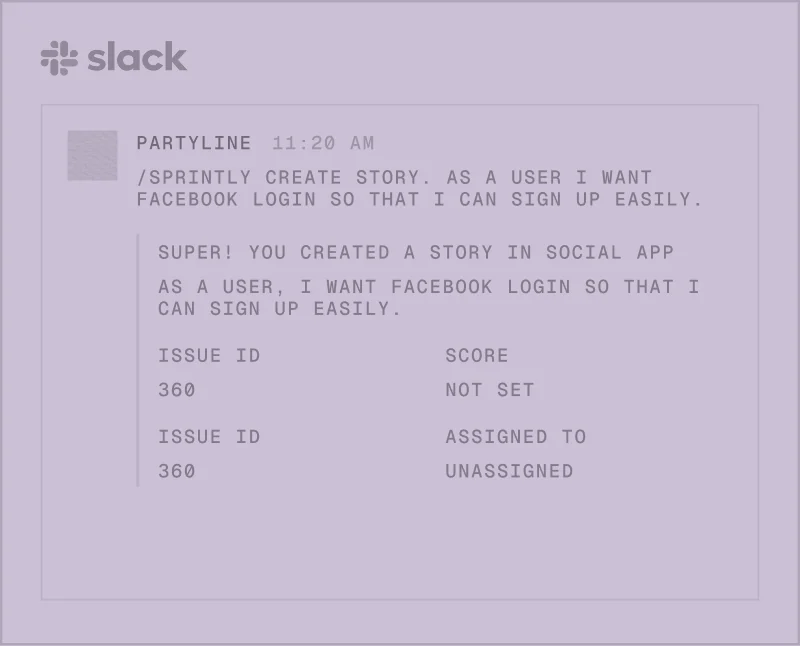 slack
PARTYLINE 11:20 AM
/SPRINTLY CREATE STORY. AS A USER I WANT
FACEBOOK LOGIN SO THAT I CAN SIGN UP EASILY.
SUPER! YOU CREATED A STORY IN SOCIAL APP
AS A USER, I WANT FACEBOOK LOGIN SO THAT I
CAN SIGN UP EASILY.
ISSUE ID SCORE
360 NOT SET
ISSUE ID ASSIGNED TO
360 UNASSIGNED